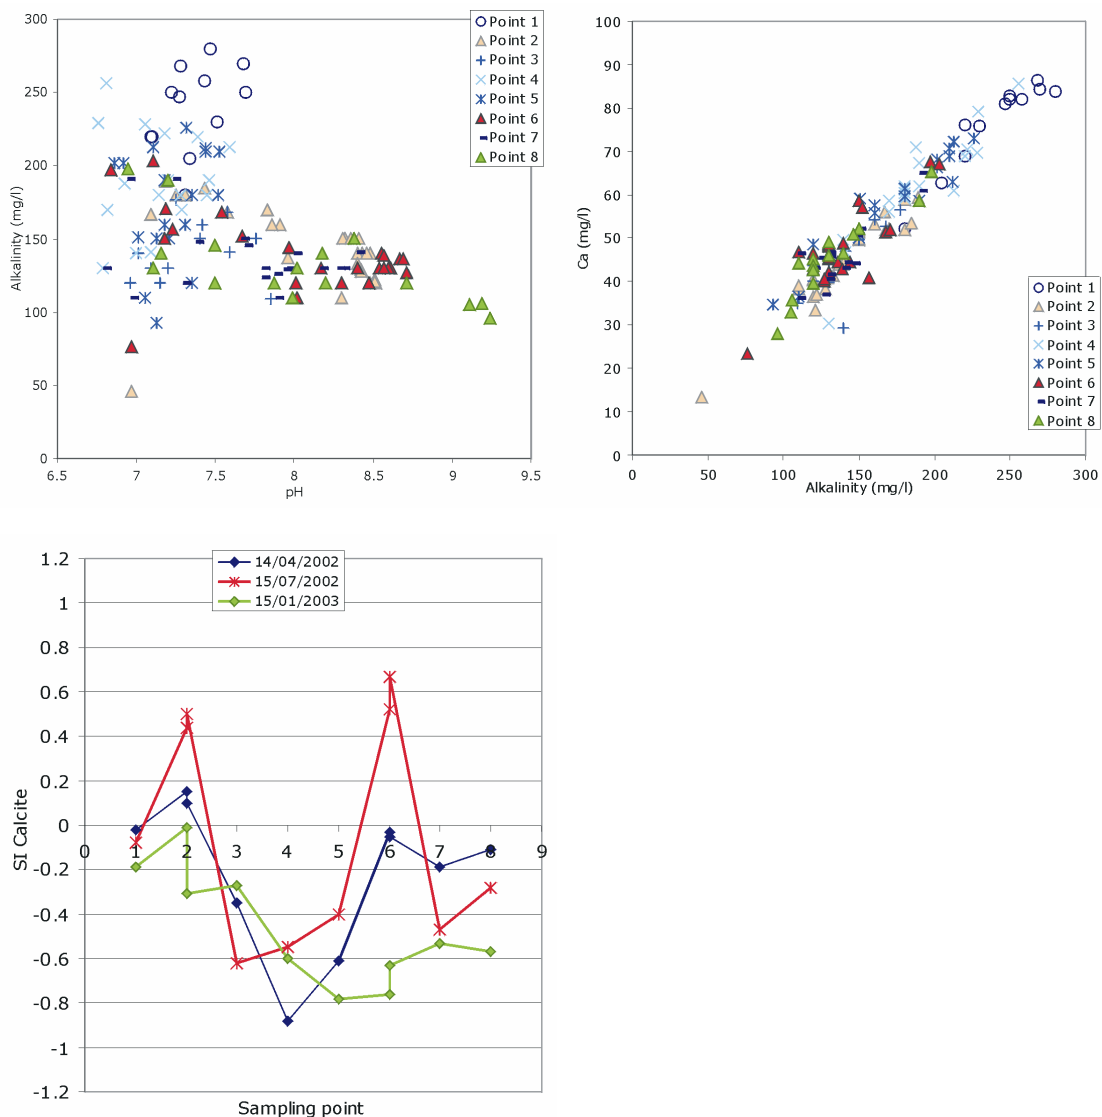 300
250
200
150
100
50
0
6.5 7 7.5 8 8.5 9 9.5
Alkalinity (mg/l)
pH
Point 1
Point 2
Point 3
Point 4
Point 5
Point 6
Point 7
Point 8
100
90
80
70
60
50
40
30
20
10
0
0 50 100 150 200 250 300
Ca (mg/l)
Alkalinity (mg/l)
Point 1
Point 2
Point 3
Point 4
Point 5
Point 6
Point 7
Point 8
14/04/2002
15/07/2002
15/01/2003
1.2
1
0.8
0.6
0.4
0.2
0
-0.2
-0.4
-0.6
-0.8
-1
-1.2
0 1 2 3 4 5 6 7 8 9
SI Calcite
Sampling point